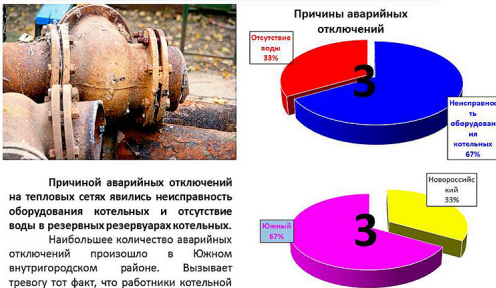 Причины аварийных
отключений
Отсутствие
воды
33%
3
Неисправнос
ть
оборудован
ия
котельных
67%
Причиной аварийных отключений
на тепловых сетях явились неисправность
оборудования котельных и отсутствие
воды в резервных резервуарах котельных.
Наибольшее количество аварийных
отключений произошло в Южном
внутригородском районе. Вызывает
тревогу тот факт, что работники котельной
Новороссийс
кий
33%
Южный
67%
3